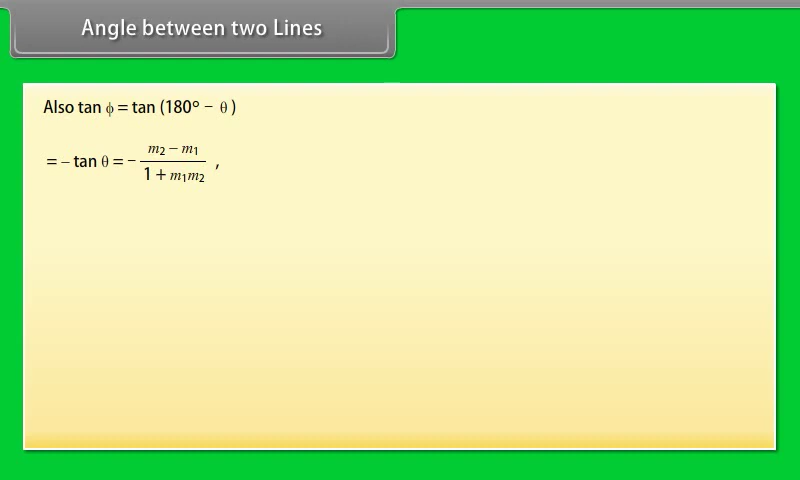 Angle between two Lines
Also tan ϕ = tan (180° − θ )
= − tan θ = − (m₂ − m₁)/(1 + m₁m₂) ,